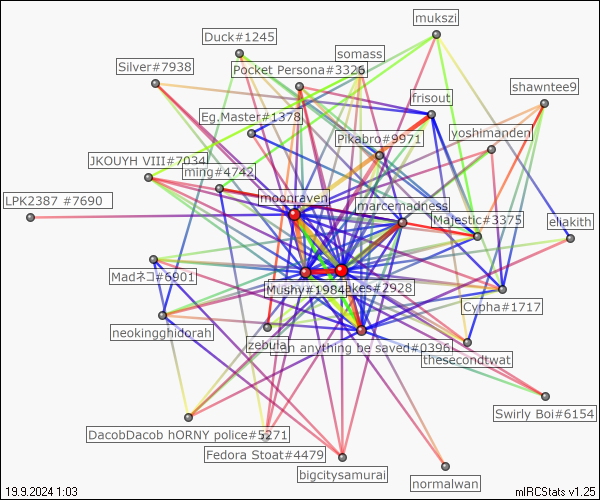 mukszi
Duck#1245
somass
Silver#7938
Pocket Persona#3326
shawntee9
frisout
Eg.Master#1378
yoshimanden
Pikabro#9971
JKOUYH VIII#7034
ming#4742
LPK2387 #7690
moonraven
marcemadness
Majestic#3375
eliakith
Madネコ#6901
Mushy#1984
akes#2928
Cypha#1717
neokingghidorah
zebula
an anything be saved#0396
thesecondtwat
Swirly Boi#6154
DacobDacob hORNY police#5271
Fedora Stoat#4479
bigcitysamurai
normalwan
19.9.2024 1:03
mIRCStats v1.25